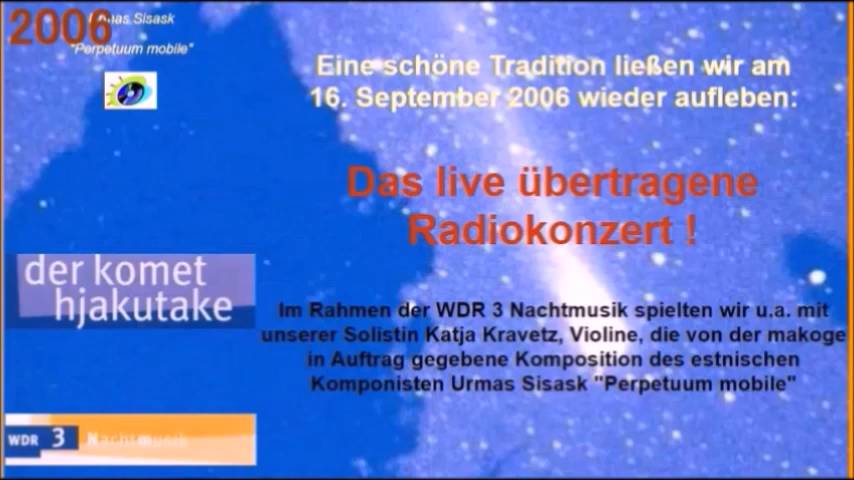 2006
Urmas Sisask
"Perpetuum mobile"
Eine schöne Tradition ließen wir am
16. September 2006 wieder aufleben:
Das live übertragene
Radiokonzert !
der komet
hjakutake
Im Rahmen der WDR 3 Nachtmusik spielten wir u.a. mit
unserer Solistin Katja Kravetz, Violine, die von der makoge
in Auftrag gegebene Komposition des estnischen
Komponisten Urmas Sisask "Perpetuum mobile"
WDR 3 Nachtmusik